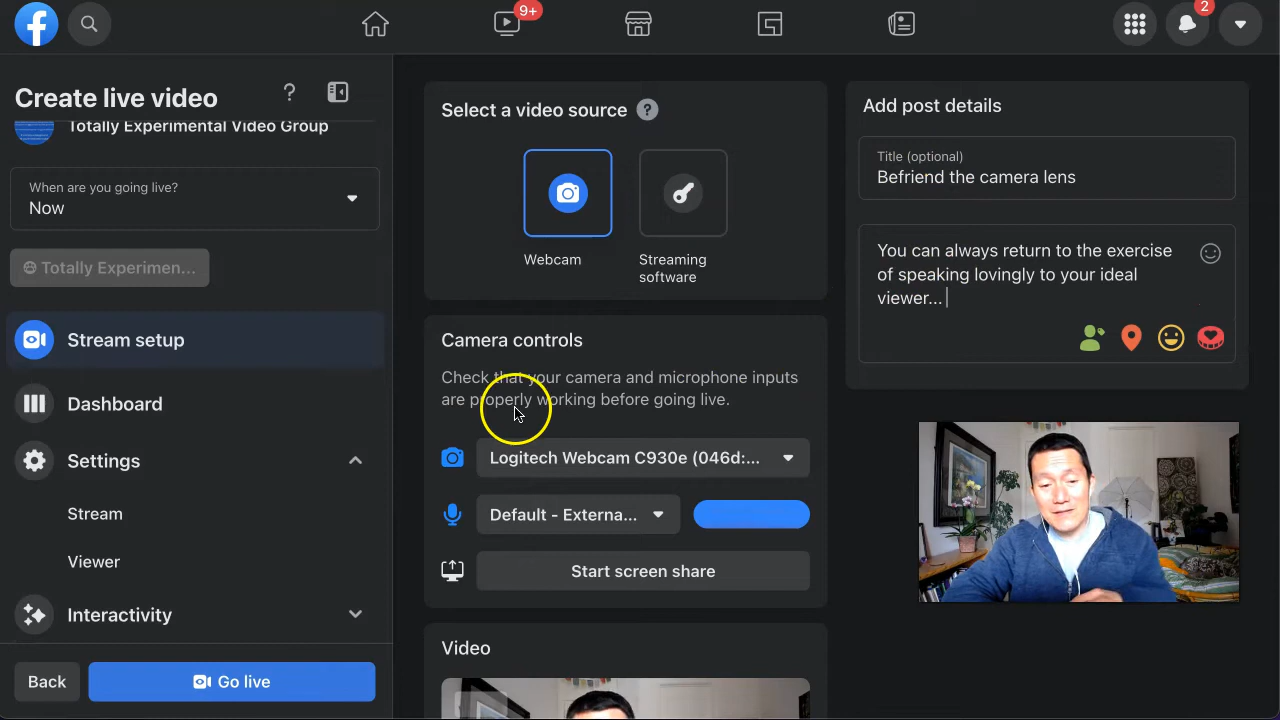 9+
2
Create live video
?
Totally Experimental Video Group
When are you going live?
Now
Totally Experimen...
Stream setup
Dashboard
Settings
Stream
Viewer
Interactivity
Back
Go live
Select a video source ?
Webcam
Streaming
software
Camera controls
Check that your camera and microphone inputs
are properly working before going live.
Logitech Webcam C930e (046d:...
Default - Externa...
Start screen share
Video
Add post details
Title (optional)
Befriend the camera lens
You can always return to the exercise
of speaking lovingly to your ideal
viewer...